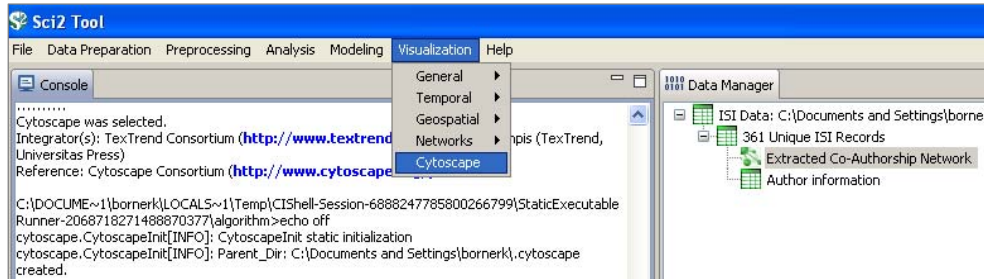 Sci2 Tool
File Data Preparation Preprocessing Analysis Modeling Visualization Help
Console
General
Temporal
Geospatial
Networks
Cytoscape
..........
Cytoscape was selected.
Integrator(s): TexTrend Consortium (http://www.textrend mpis (TexTrend,
Universitas Press)
Reference: Cytoscape Consortium (http://www.cytoscape
C:\DOCUME~1\bornerk\LOCALS~1\Temp\CIShell-Session-6888247785800266799\StaticExecutable
Runner-2068718271488870377\algorithm>echo off
cytoscape.CytoscapeInit[INFO]: CytoscapeInit static initialization
cytoscape.CytoscapeInit[INFO]: Parent_Dir: C:\Documents and Settings\bornerk\.cytoscape
created.
Data Manager
ISI Data: C:\Documents and Settings\borne
361 Unique ISI Records
Extracted Co-Authorship Network
Author information